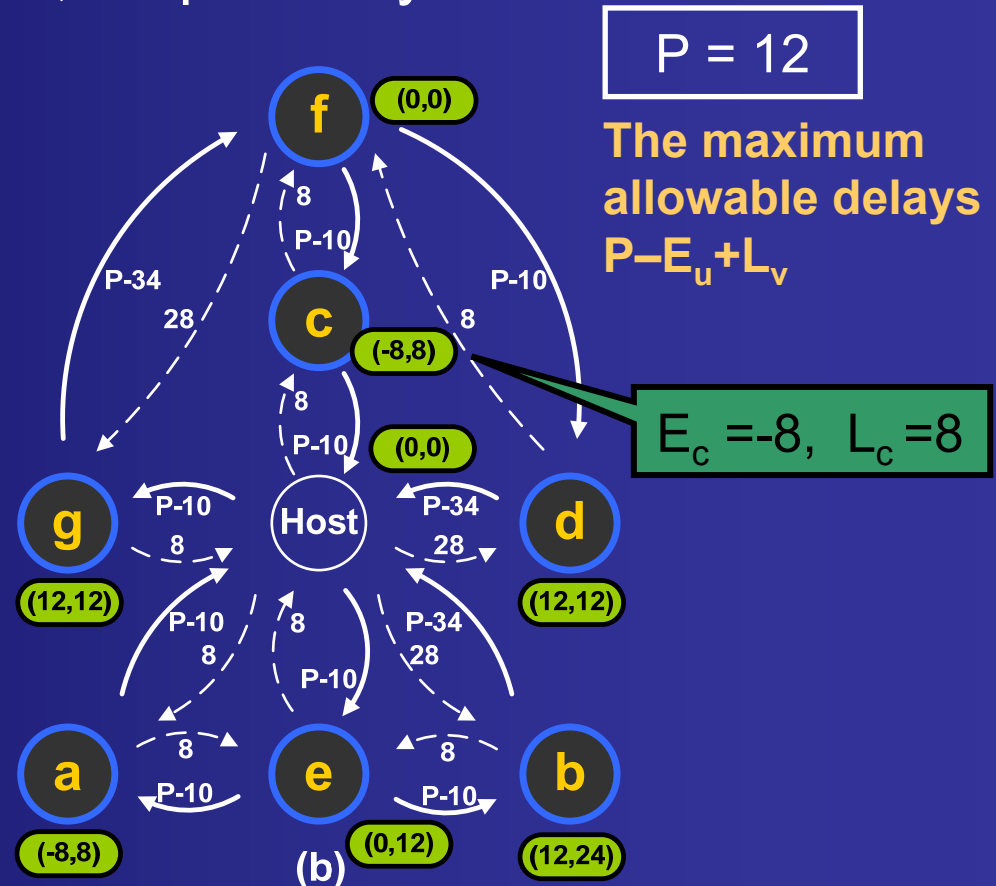 P = 12
The maximum
allowable delays
P–Eᵤ+Lᵥ
f
(0,0)
8
P-10
P-34
28
P-10
8
c
(-8,8)
E_c =-8, L_c =8
8
P-10
(0,0)
g
P-10
8
Host
P-34
28
d
(12,12)
(12,12)
P-10
8
8
P-10
P-34
28
a
8
P-10
e
8
P-10
b
(-8,8)
(0,12)
(12,24)
(b)